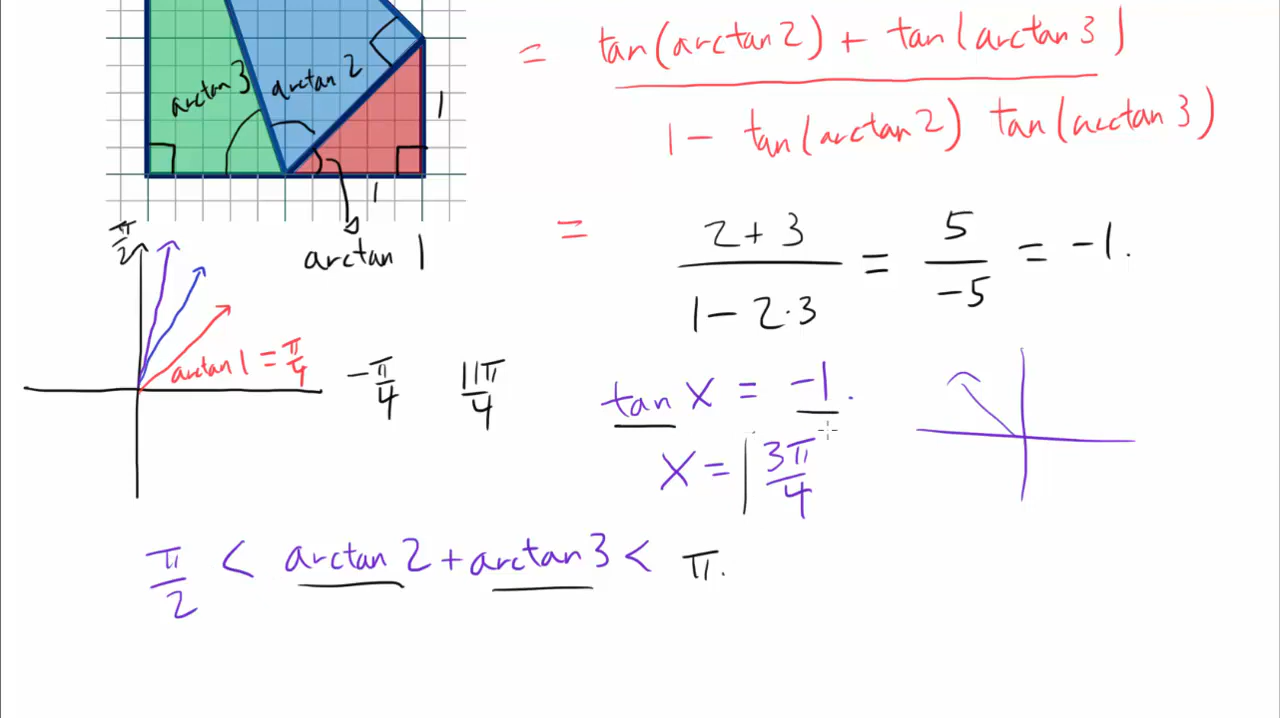 arctan 3
arctan 2
1
1
arctan 1
= tan(arctan 2) + tan(arctan 3)
1 - tan(arctan 2) tan(arctan 3)
= 2 + 3 / 1 - 2·3 = 5 / -5 = -1.
π/2
arctan 1 = π/4
-π/4 11π/4
tan x = -1.
x = 3π/4
π/2 < arctan 2 + arctan 3 < π.